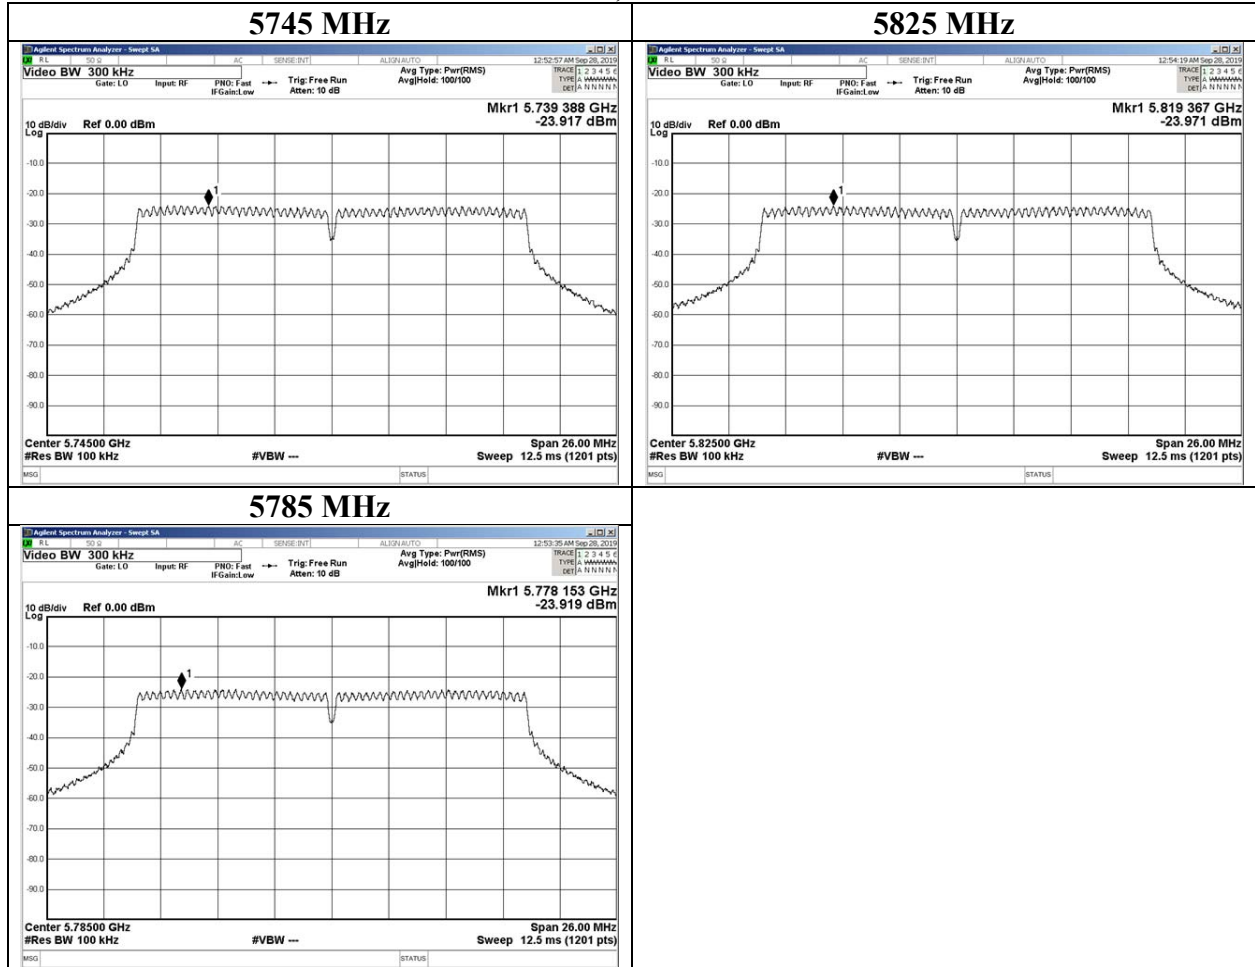 5745 MHz
Agilent Spectrum Analyzer - Swept SA
RL 50 Ω AC SENSE:INT ALIGN AUTO 12:52:57 AM Sep 28, 2019
Video BW 300 kHz
Gate: LO Input: RF PNO: Fast Trig: Free Run Avg Type: Pwr(RMS) TRACE 1 2 3 4 5 6
IFGain:Low Atten: 10 dB Avg|Hold: 100/100 TYPE A
DET A N N N N N
Mkr1 5.739 388 GHz
-23.917 dBm
10 dB/div Ref 0.00 dBm
Log
1
-10.0
-20.0
-30.0
-40.0
-50.0
-60.0
-70.0
-80.0
-90.0
Center 5.74500 GHz Span 26.00 MHz
#Res BW 100 kHz #VBW --- Sweep 12.5 ms (1201 pts)
MSG STATUS
5825 MHz
Agilent Spectrum Analyzer - Swept SA
RL 50 Ω AC SENSE:INT ALIGN AUTO 12:54:19 AM Sep 28, 2019
Video BW 300 kHz
Gate: LO Input: RF PNO: Fast Trig: Free Run Avg Type: Pwr(RMS) TRACE 1 2 3 4 5 6
IFGain:Low Atten: 10 dB Avg|Hold: 100/100 TYPE A
DET A N N N N N
Mkr1 5.819 367 GHz
-23.971 dBm
10 dB/div Ref 0.00 dBm
Log
1
-10.0
-20.0
-30.0
-40.0
-50.0
-60.0
-70.0
-80.0
-90.0
Center 5.82500 GHz Span 26.00 MHz
#Res BW 100 kHz #VBW --- Sweep 12.5 ms (1201 pts)
MSG STATUS
5785 MHz
Agilent Spectrum Analyzer - Swept SA
RL 50 Ω AC SENSE:INT ALIGN AUTO 12:53:35 AM Sep 28, 2019
Video BW 300 kHz
Gate: LO Input: RF PNO: Fast Trig: Free Run Avg Type: Pwr(RMS) TRACE 1 2 3 4 5 6
IFGain:Low Atten: 10 dB Avg|Hold: 100/100 TYPE A
DET A N N N N N
Mkr1 5.778 153 GHz
-23.919 dBm
10 dB/div Ref 0.00 dBm
Log
1
-10.0
-20.0
-30.0
-40.0
-50.0
-60.0
-70.0
-80.0
-90.0
Center 5.78500 GHz Span 26.00 MHz
#Res BW 100 kHz #VBW --- Sweep 12.5 ms (1201 pts)
MSG STATUS